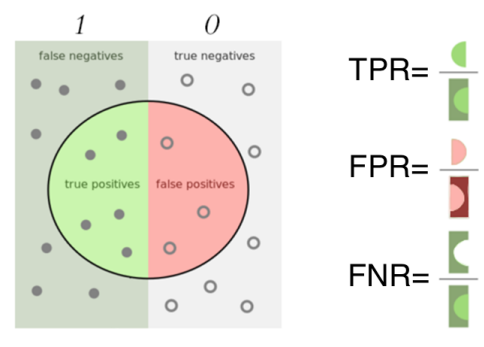 1 0
false negatives true negatives
true positives false positives
TPR=
FPR=
FNR=